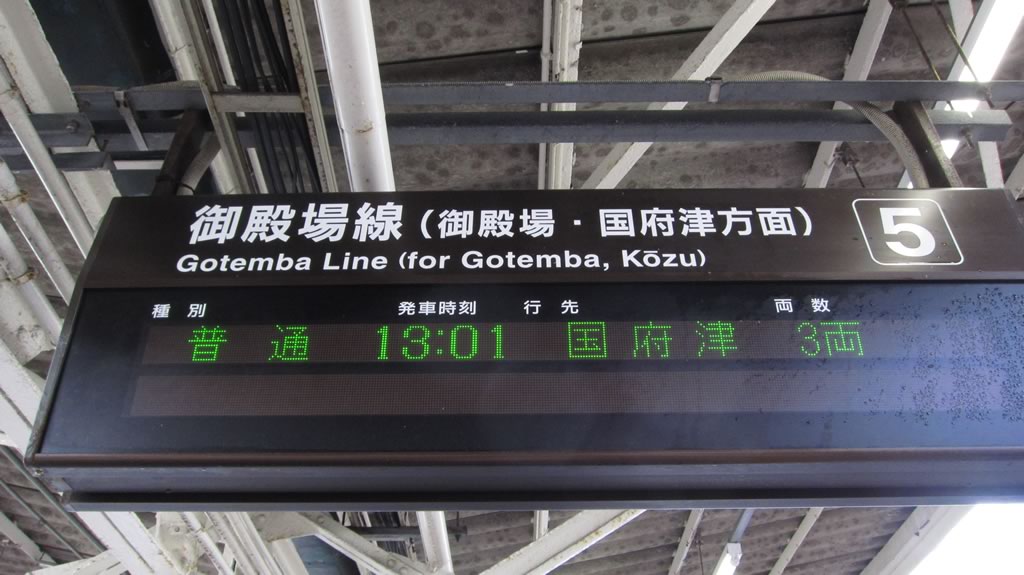 御殿場線（御殿場・国府津方面） 5
Gotemba Line (for Gotemba, Kōzu)
種別 発車時刻 行先 両数
普通 13:01 国府津 3両